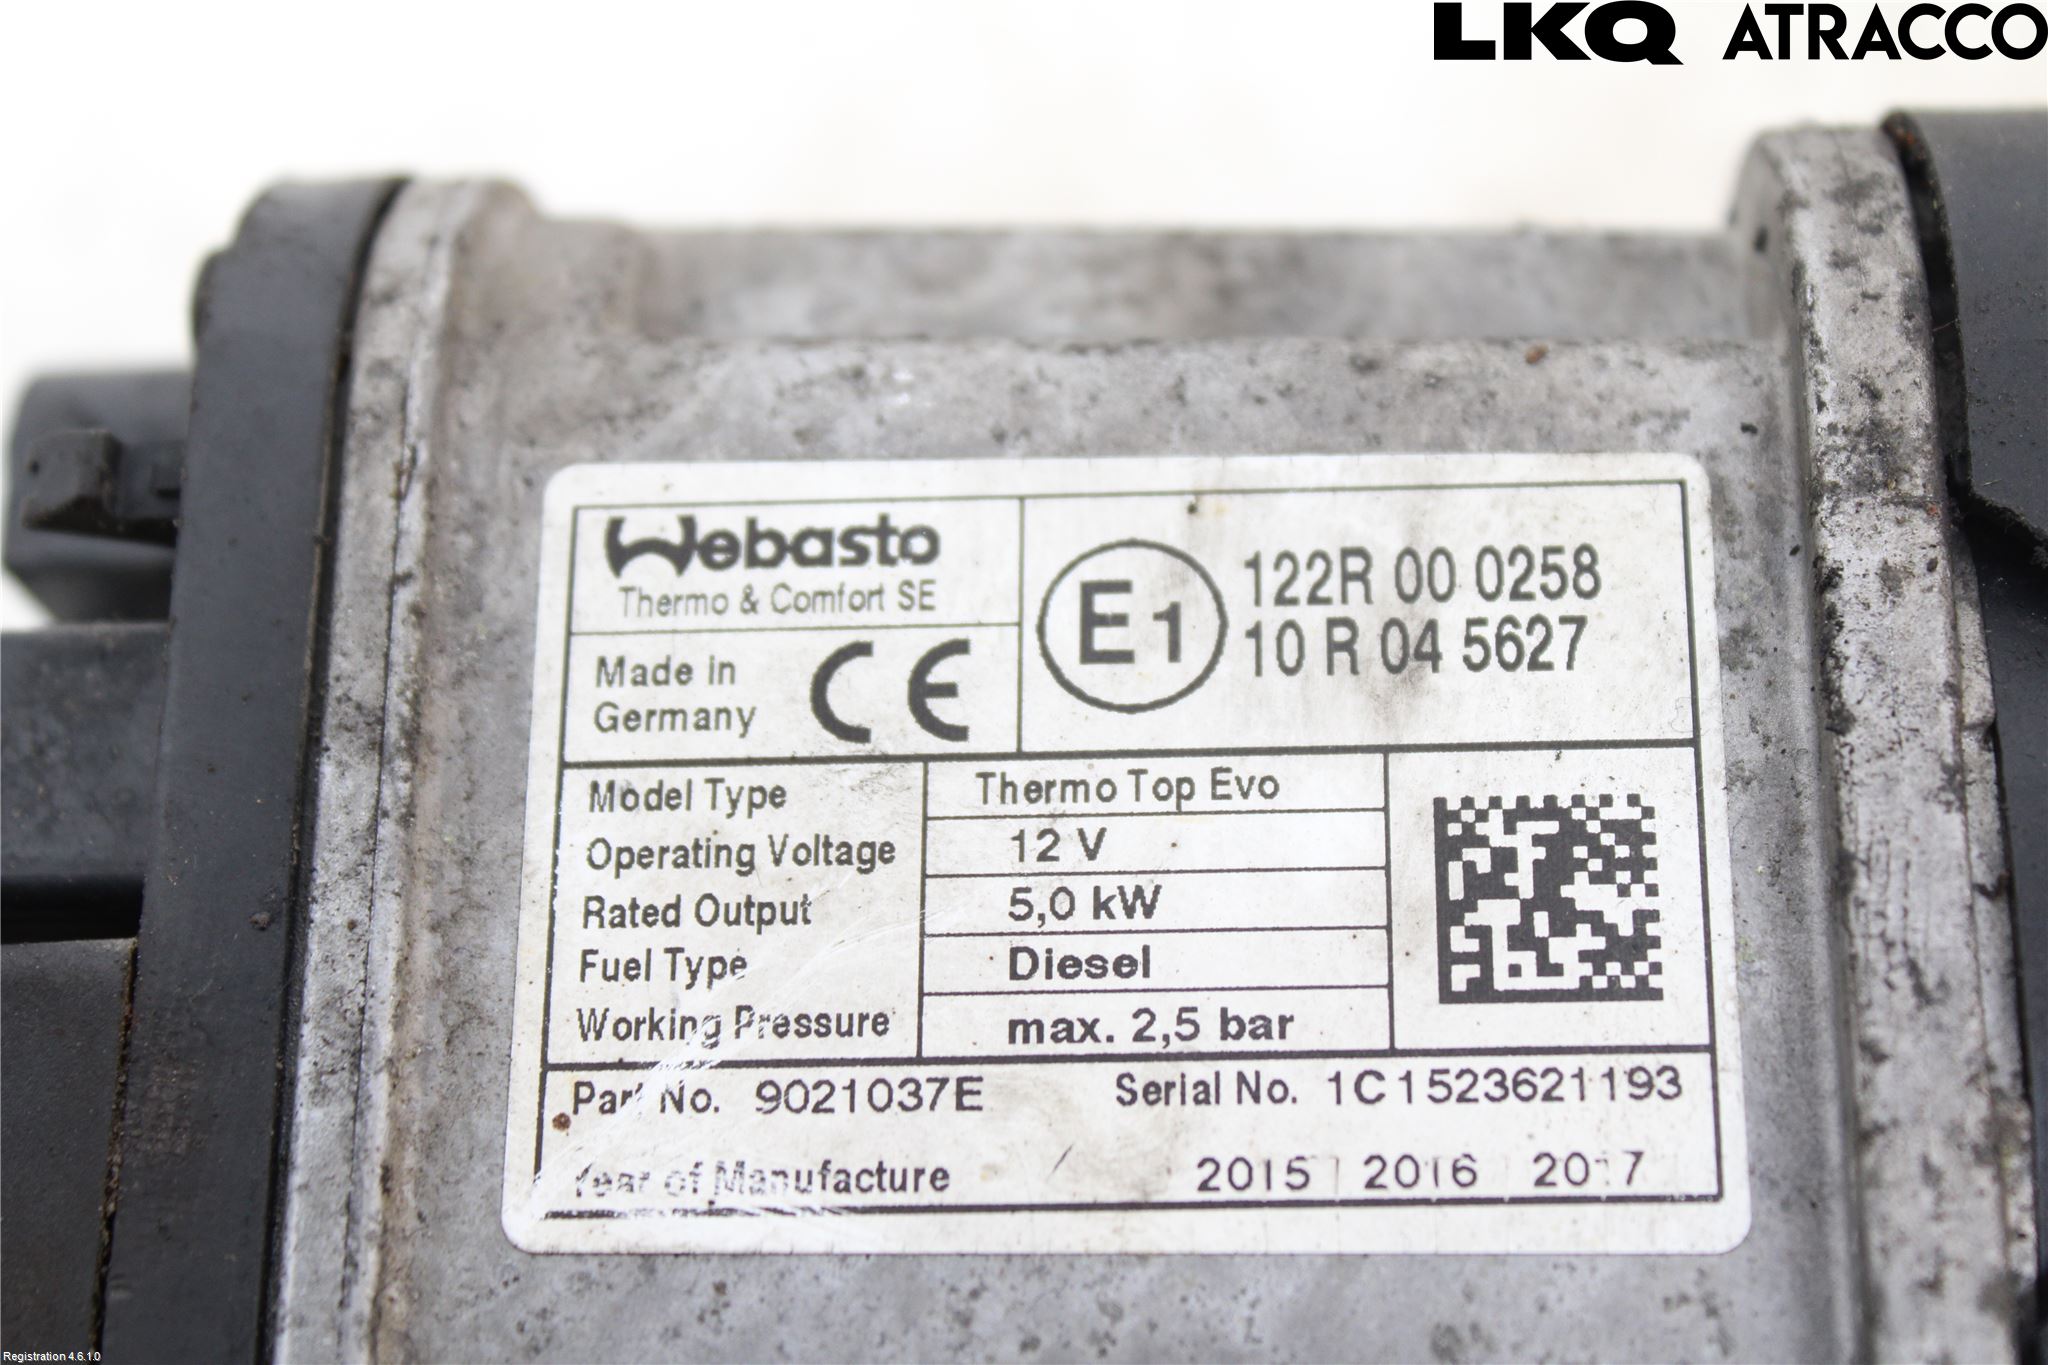 LKQ ATRACCO
Webasto
Thermo & Comfort SE
Made in
Germany
CE
E1
122R 00 0258
10 R 04 5627
Model Type Thermo Top Evo
Operating Voltage 12 V
Rated Output 5,0 kW
Fuel Type Diesel
Working Pressure max. 2,5 bar
Part No. 9021037E Serial No. 1C1523621193
Year of Manufacture 2015 2016 2017
Registration 4.6.1.0